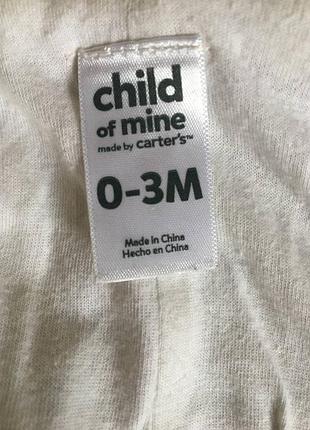 child
of mine
made by carter's™
0-3M
Made in China
Hecho en China